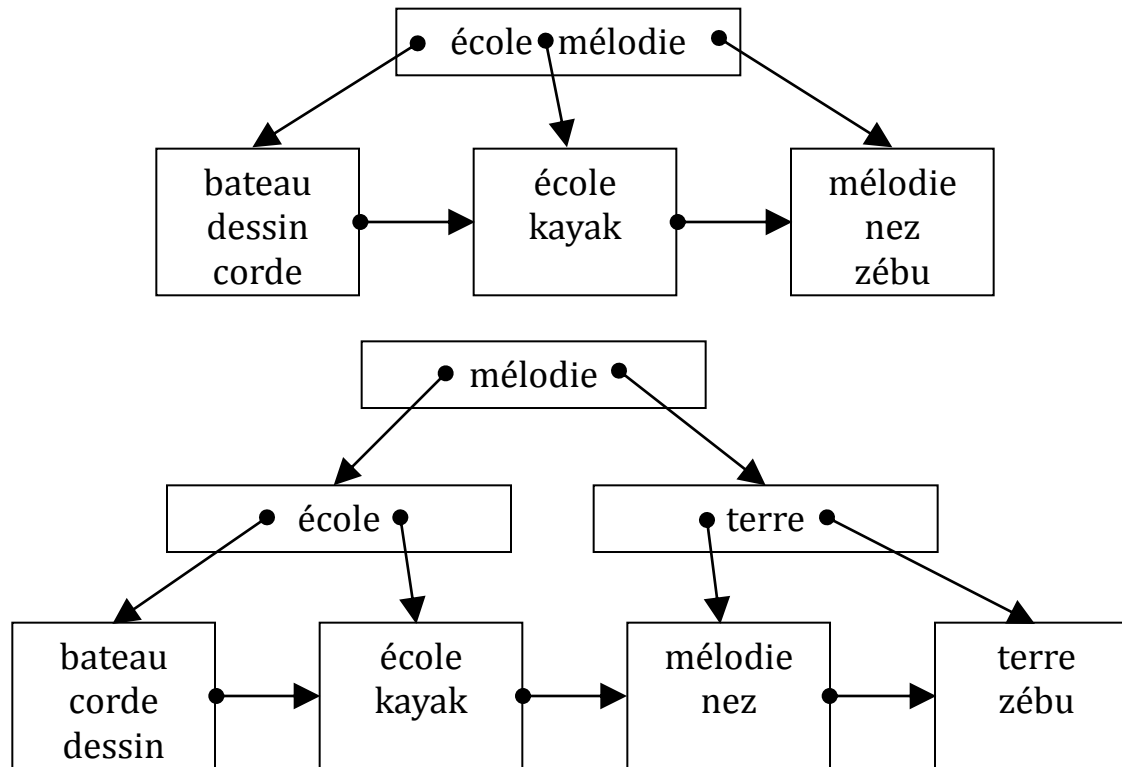 école mélodie
bateau
dessin
corde
école
kayak
mélodie
nez
zébu
mélodie
école
terre
bateau
corde
dessin
école
kayak
mélodie
nez
terre
zébu